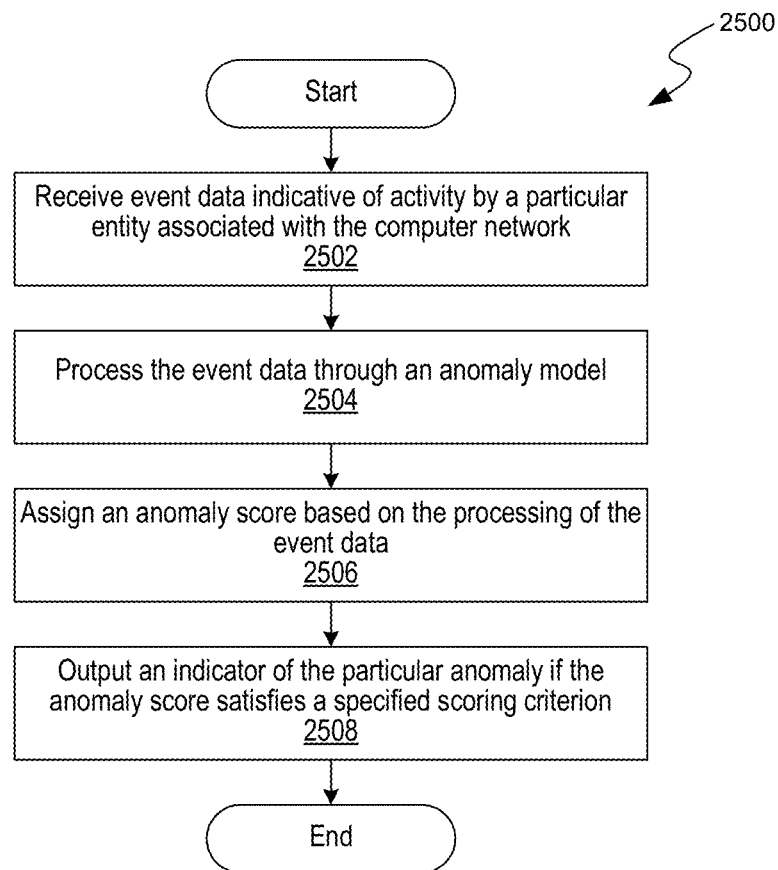 2500
Start
Receive event data indicative of activity by a particular
entity associated with the computer network
2502
Process the event data through an anomaly model
2504
Assign an anomaly score based on the processing of the
event data
2506
Output an indicator of the particular anomaly if the
anomaly score satisfies a specified scoring criterion
2508
End